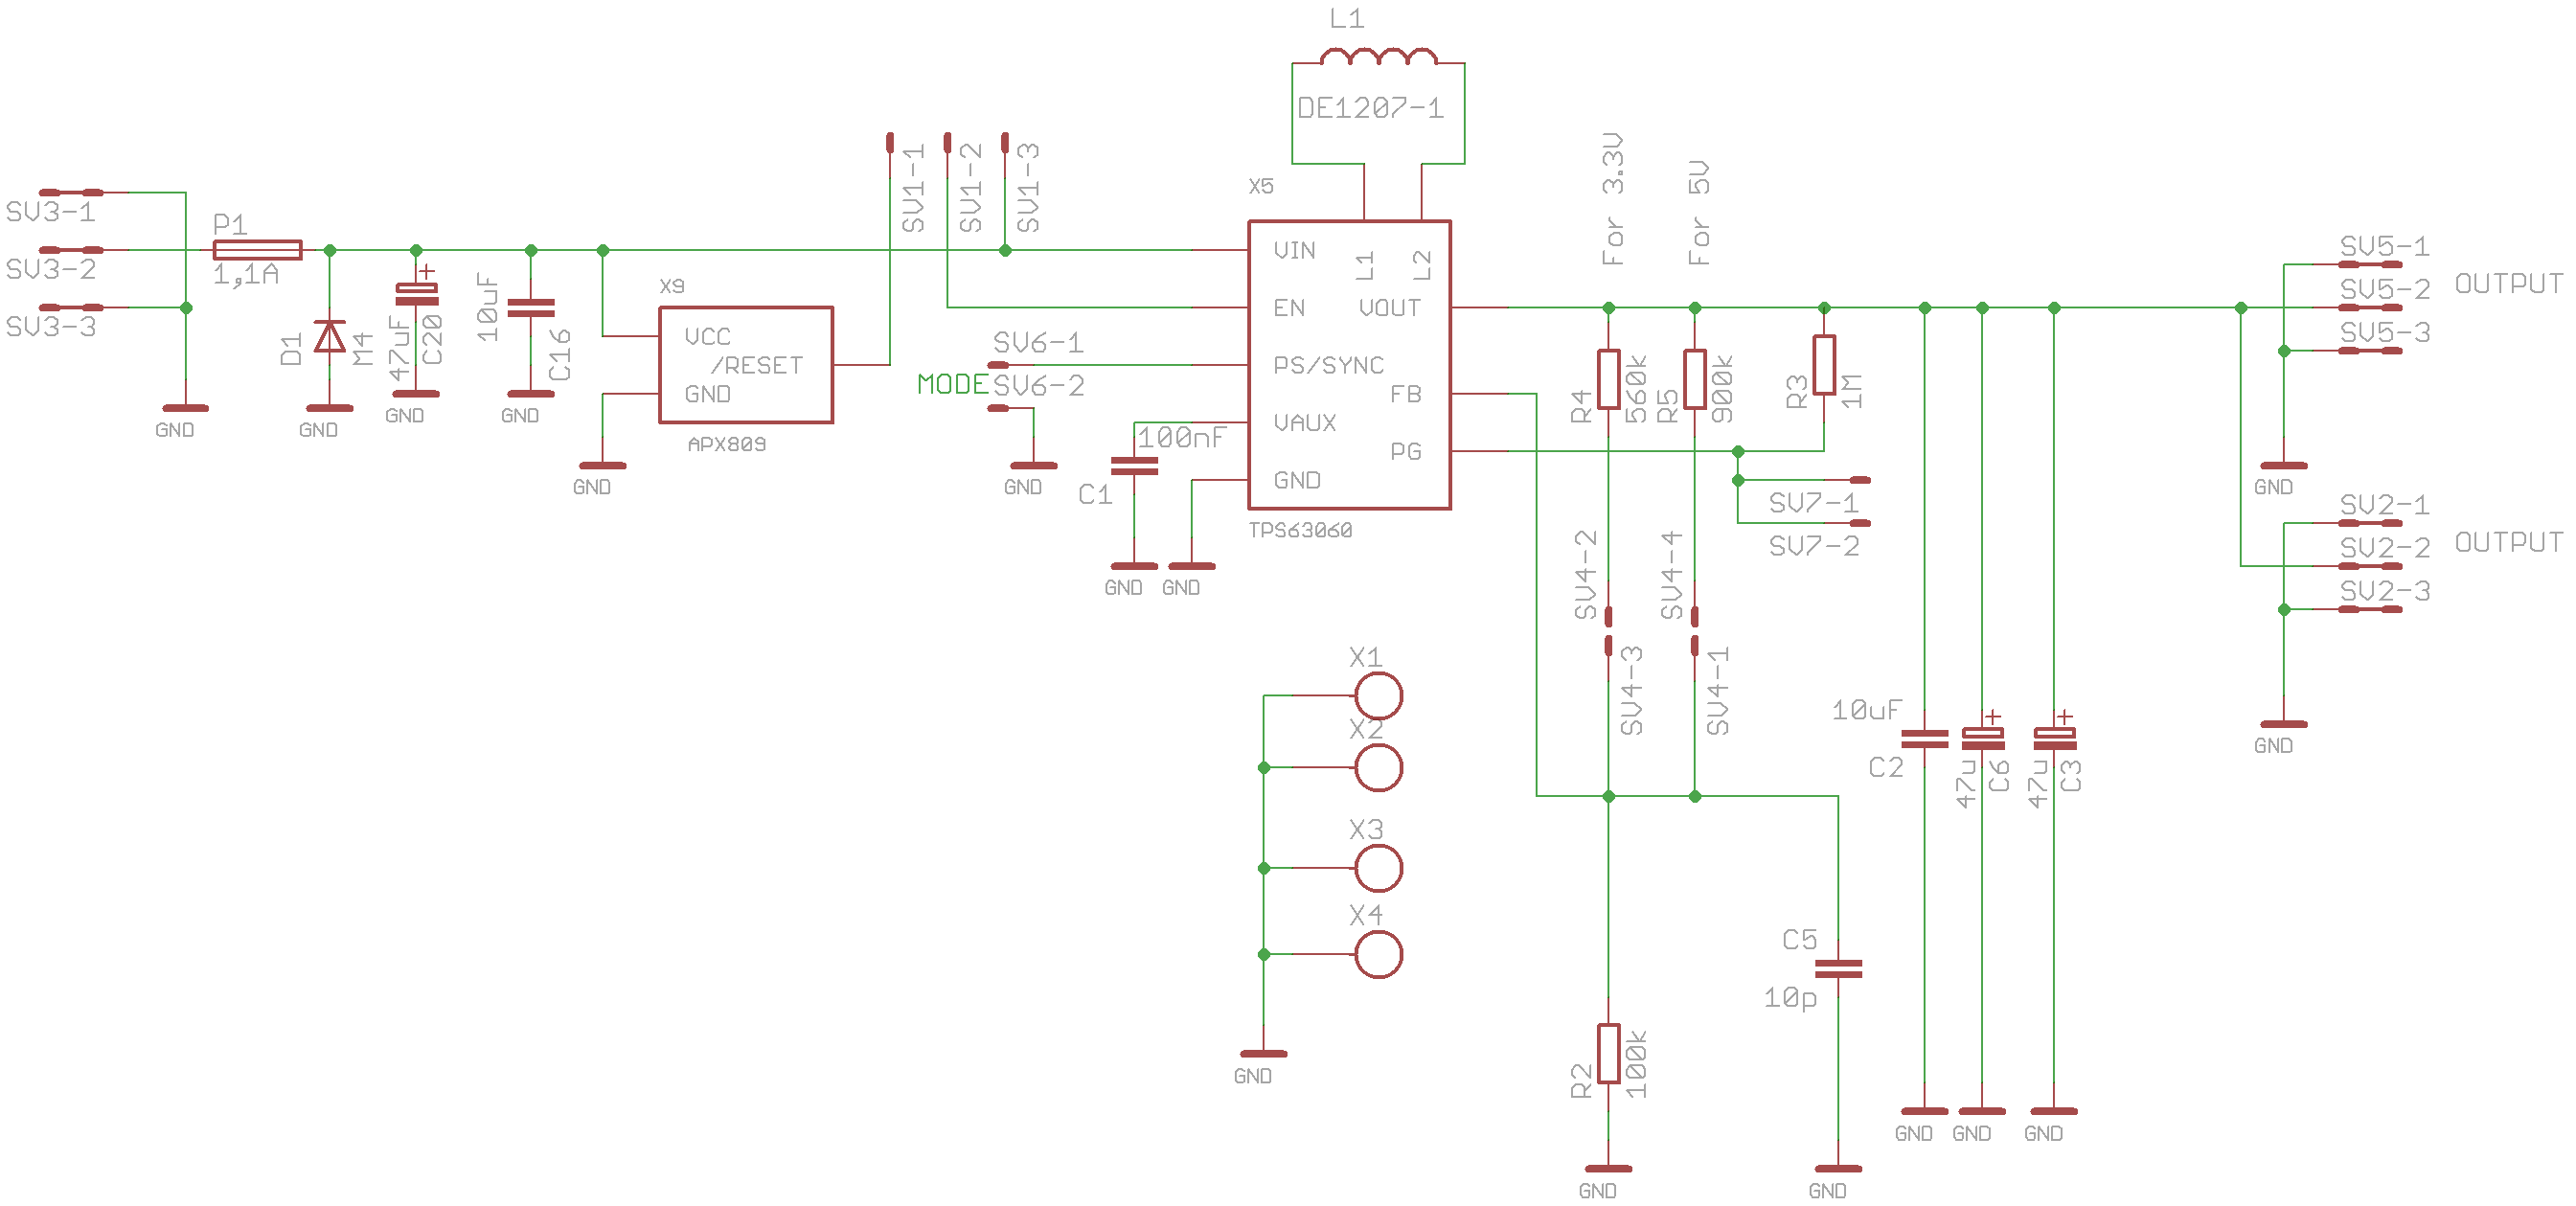 L1
DE1207-1
SV3-1
SV3-2
SV3-3
GND
P1
1,1A
D1
M4
GND
47uF
C20
GND
10uF
C16
GND
X9
VCC
/RESET
GND
APX809
GND
SV1-1
SV1-2
SV1-3
MODE
SV6-1
SV6-2
GND
100nF
C1
GND
GND
X5
VIN
EN
PS/SYNC
VAUX
GND
L1
L2
VOUT
FB
PG
TPS63060
For 3.3V
For 5V
R4
560k
R5
900k
R3
1M
SV7-1
SV7-2
SV4-2
SV4-3
SV4-4
SV4-1
X1
X2
X3
X4
GND
R2
100k
GND
C5
10p
GND
10uF
C2
GND
47u
C6
GND
47u
C3
GND
SV5-1
SV5-2
SV5-3
OUTPUT
GND
SV2-1
SV2-2
SV2-3
OUTPUT
GND